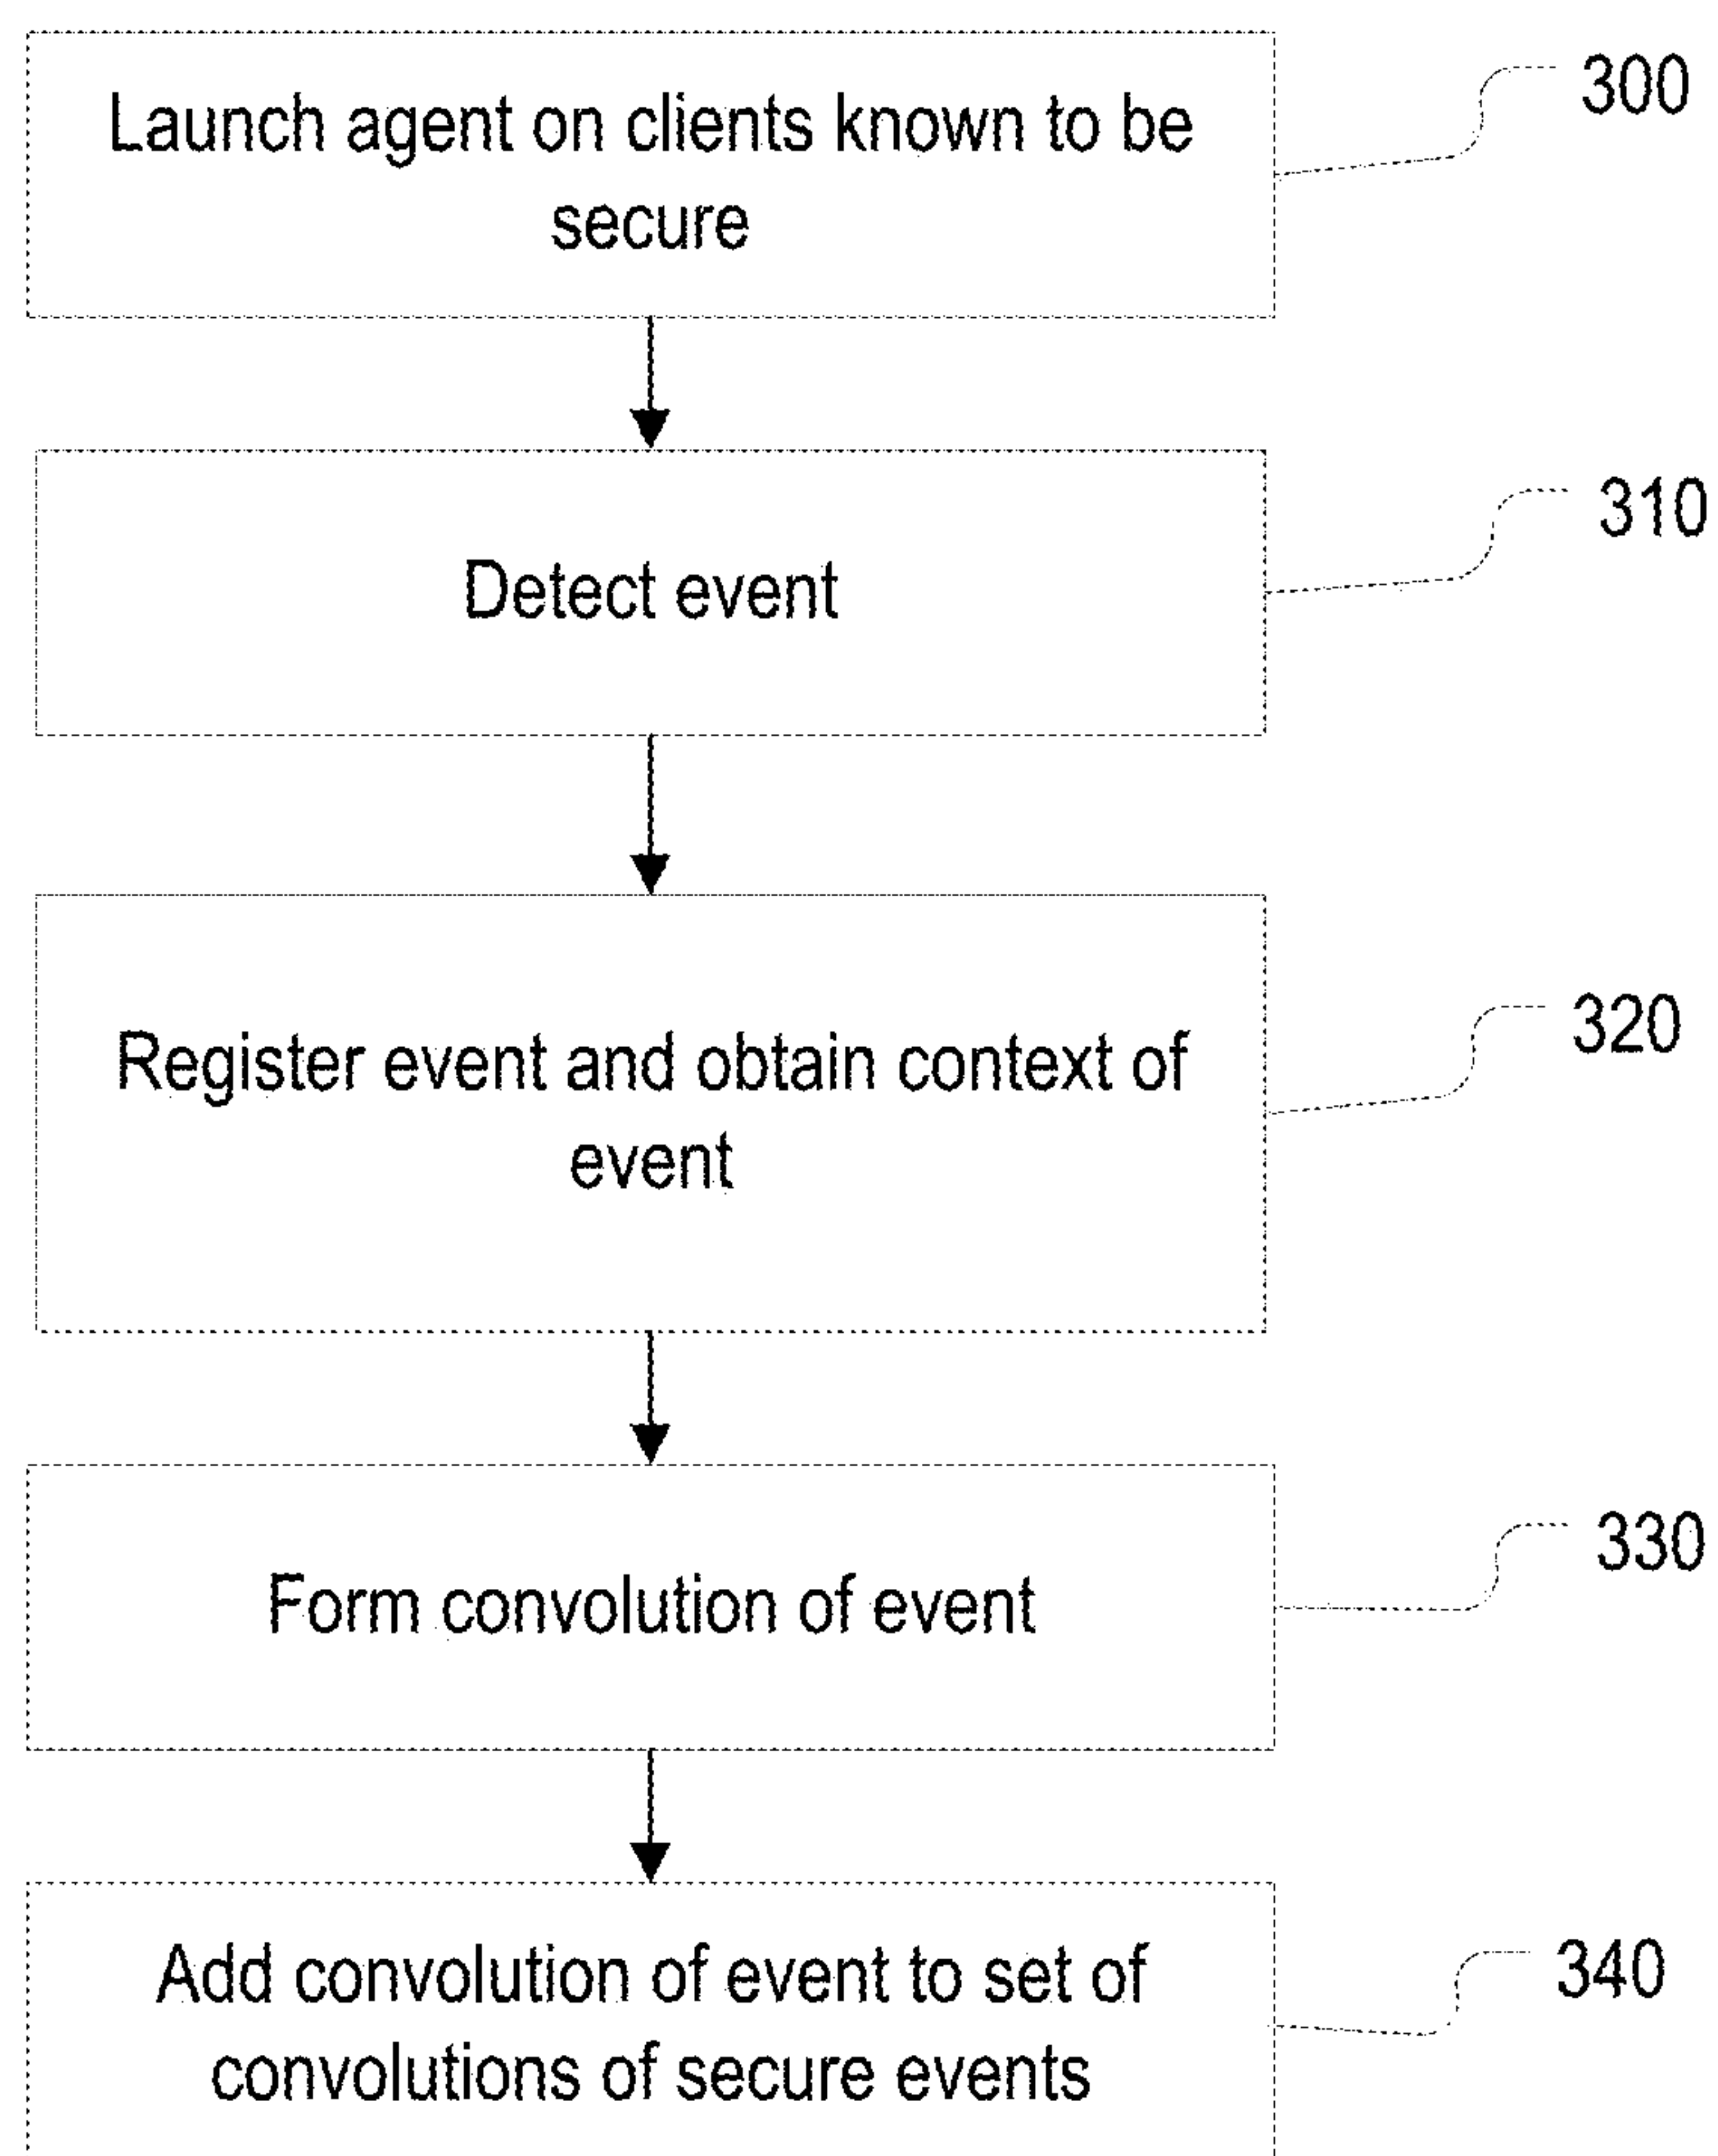 Launch agent on clients known to be
secure
300
Detect event
310
Register event and obtain context of
event
320
Form convolution of event
330
Add convolution of event to set of
convolutions of secure events
340